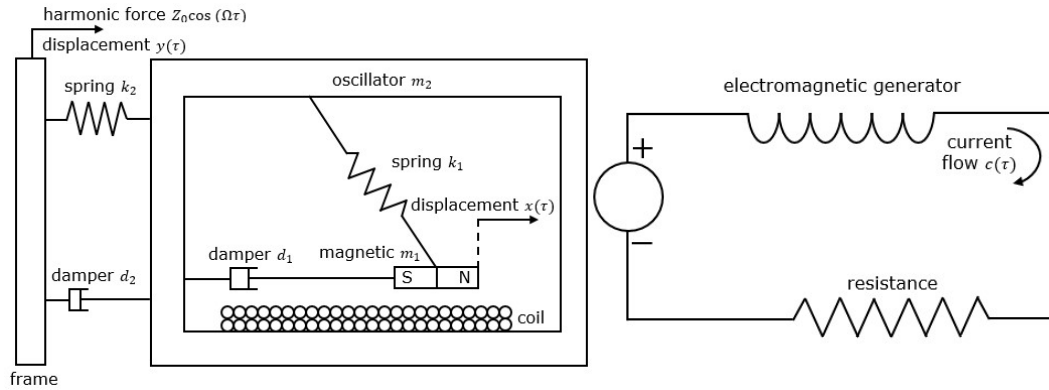 harmonic force Z₀cos (Ωτ)
displacement y(τ)
spring k₂
oscillator m₂
spring k₁
displacement x(τ)
damper d₁
magnetic m₁
S N
damper d₂
coil
frame
electromagnetic generator
+
current
flow c(τ)
−
resistance